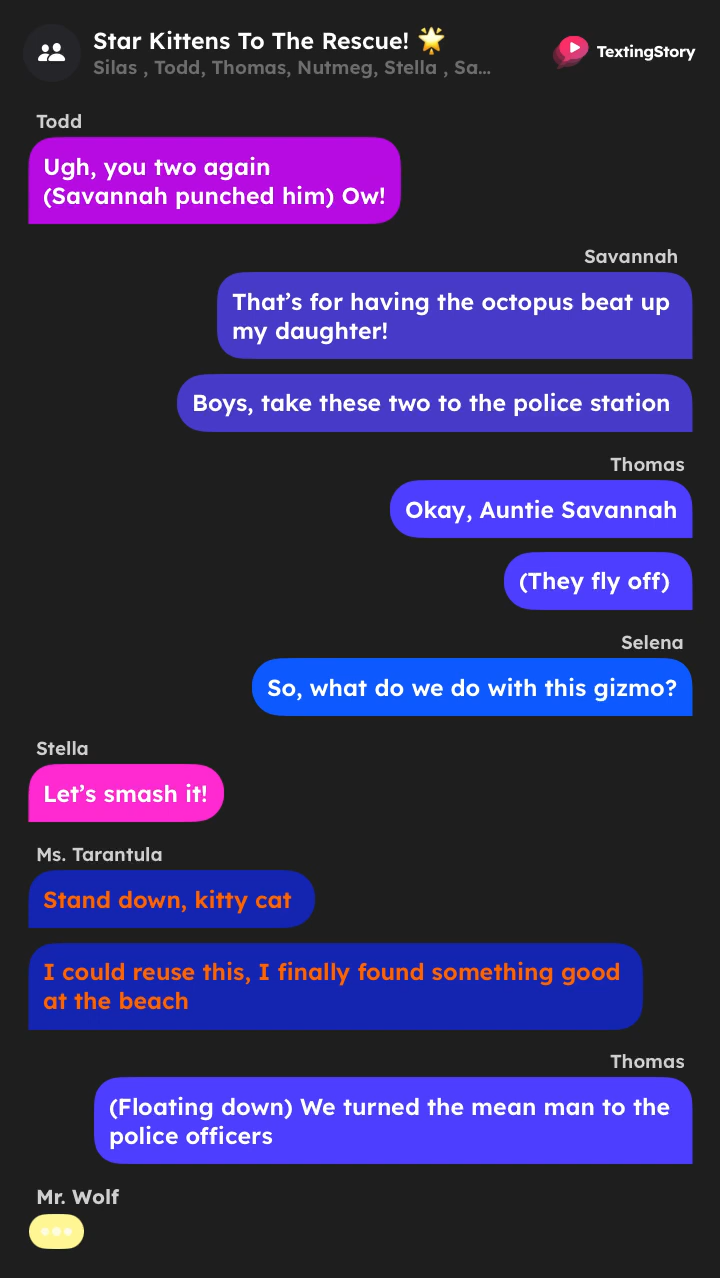 Star Kittens To The Rescue! 🌟
Silas , Todd, Thomas, Nutmeg, Stella , Sa...
TextingStory
Todd
Ugh, you two again
(Savannah punched him) Ow!
Savannah
That's for having the octopus beat up
my daughter!
Boys, take these two to the police station
Thomas
Okay, Auntie Savannah
(They fly off)
Selena
So, what do we do with this gizmo?
Stella
Let's smash it!
Ms. Tarantula
Stand down, kitty cat
I could reuse this, I finally found something good
at the beach
Thomas
(Floating down) We turned the mean man to the
police officers
Mr. Wolf